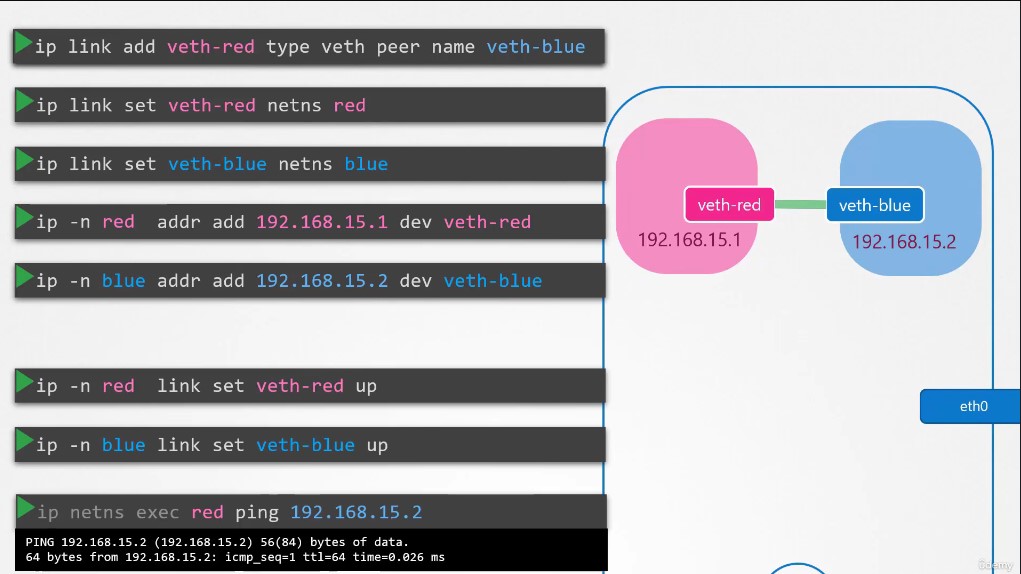 ip link add veth-red type veth peer name veth-blue
ip link set veth-red netns red
ip link set veth-blue netns blue
ip -n red addr add 192.168.15.1 dev veth-red
ip -n blue addr add 192.168.15.2 dev veth-blue
ip -n red link set veth-red up
ip -n blue link set veth-blue up
ip netns exec red ping 192.168.15.2
PING 192.168.15.2 (192.168.15.2) 56(84) bytes of data.
64 bytes from 192.168.15.2: icmp_seq=1 ttl=64 time=0.026 ms
veth-red
veth-blue
192.168.15.1
192.168.15.2
eth0
Udemy